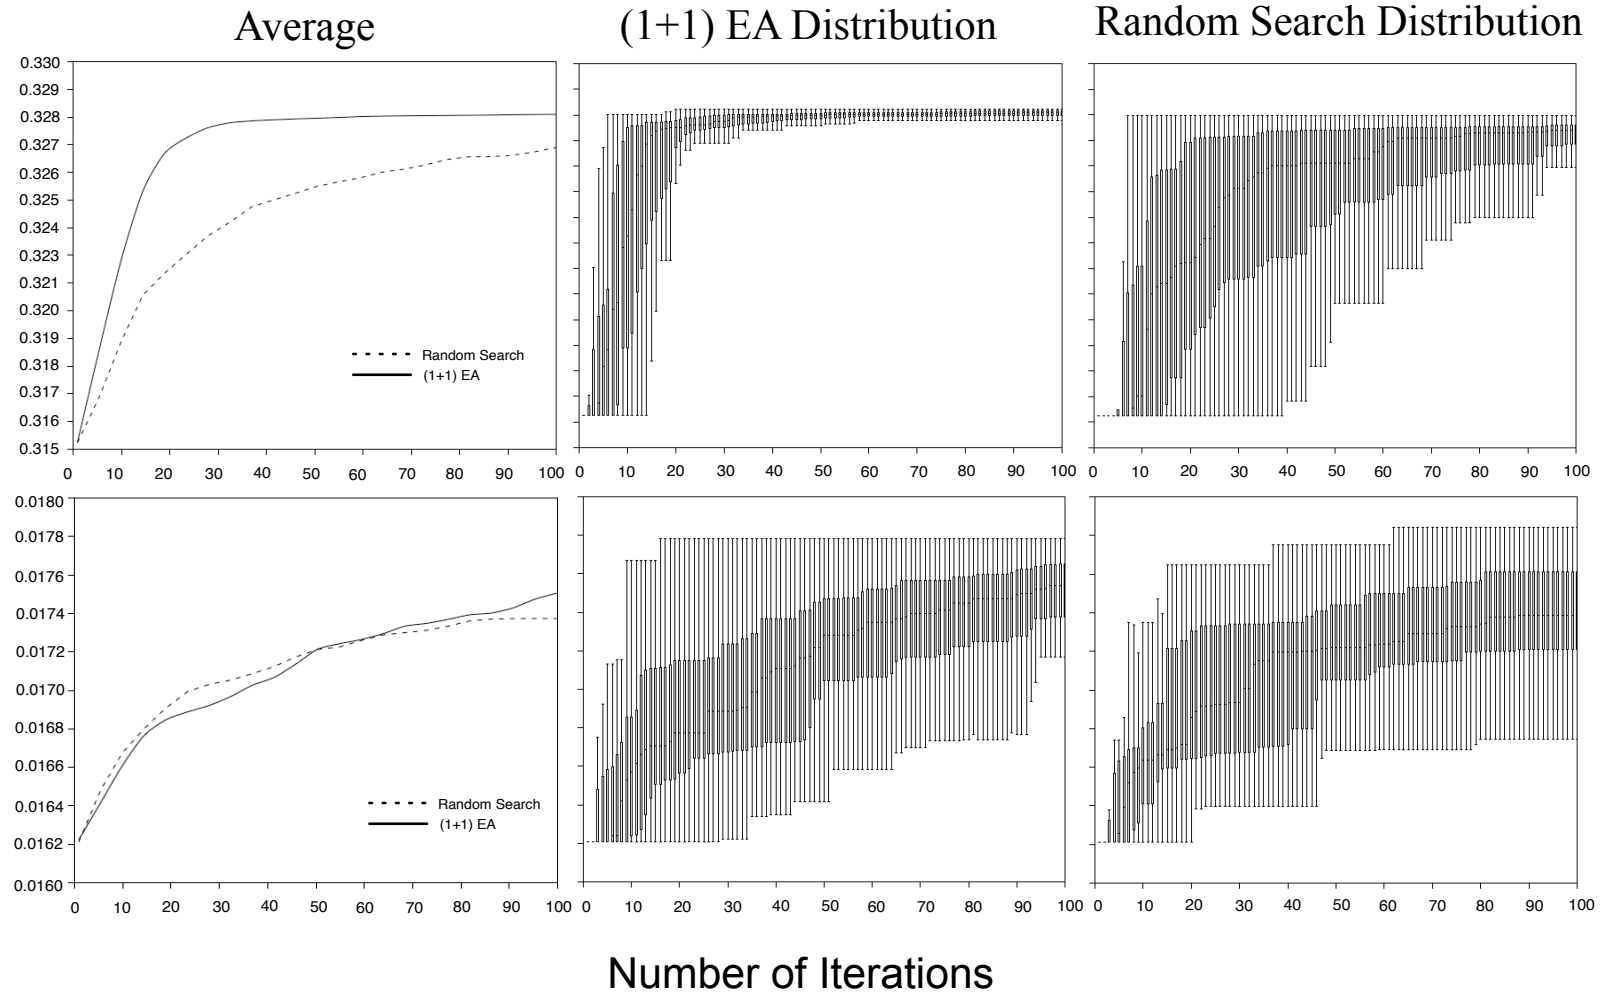 Average
(1+1) EA Distribution
Random Search Distribution
0.330
0.329
0.328
0.327
0.326
0.325
0.324
0.323
0.321
0.320
0.319
0.318
0.317
0.316
0.315
Random Search
(1+1) EA
0 10 20 30 40 50 60 70 80 90 100
0 10 20 30 40 50 60 70 80 90 100
0 10 20 30 40 50 60 70 80 90 100
0.0180
0.0178
0.0176
0.0174
0.0172
0.0170
0.0168
0.0166
0.0164
0.0162
0.0160
Random Search
(1+1) EA
0 10 20 30 40 50 60 70 80 90 100
0 10 20 30 40 50 60 70 80 90 100
0 10 20 30 40 50 60 70 80 90 100
Number of Iterations